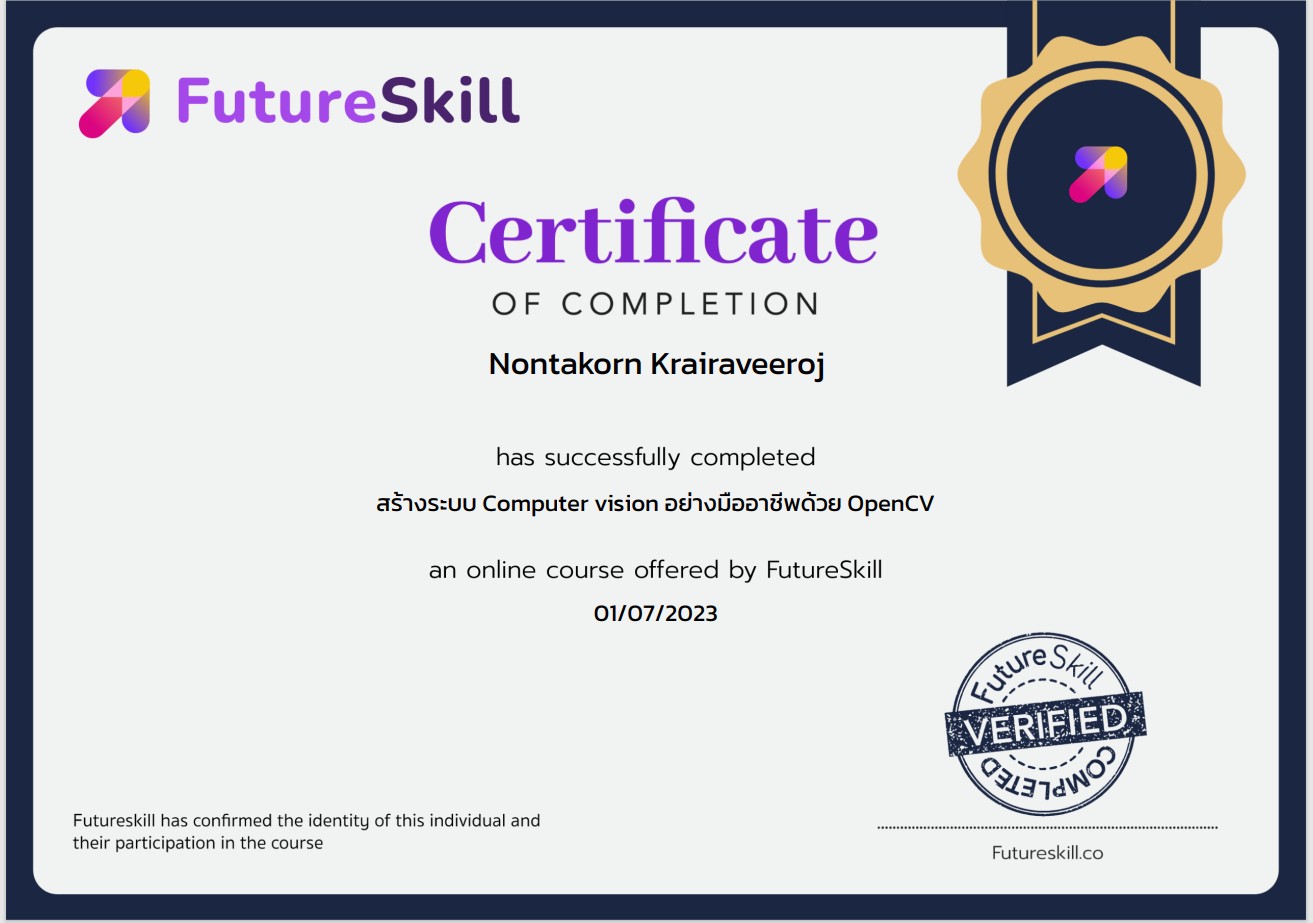 FutureSkill
Certificate
OF COMPLETION
Nontakorn Krairaveeroj
has successfully completed
สร้างระบบ Computer vision อย่างมืออาชีพด้วย OpenCV
an online course offered by FutureSkill
01/07/2023
FutureSkill
VERIFIED
COMPLETED
Futureskill has confirmed the identity of this individual and
their participation in the course
Futureskill.co